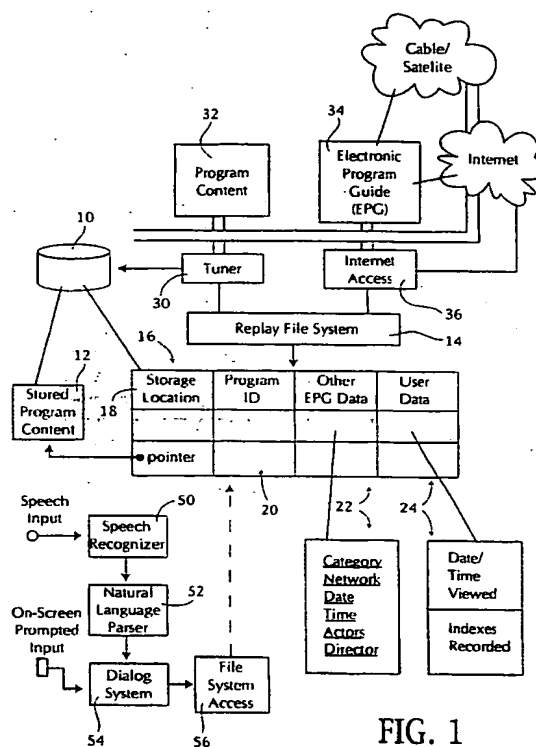 Cable/
Satelite
32
34
Program
Content
Electronic
Program
Guide
(EPG)
Internet
10
Tuner
30
Internet
Access
36
Replay File System
14
16
12
18
Stored
Program
Content
Storage
Location
Program
ID
Other
EPG Data
User
Data
pointer
20
22
24
Speech
Input
50
Speech
Recognizer
Natural
Language
Parser
52
On-Screen
Prompted
Input
Dialog
System
54
File
System
Access
56
Category
Network
Date
Time
Actors
Director
Date/
Time
Viewed
Indexes
Recorded
FIG. 1